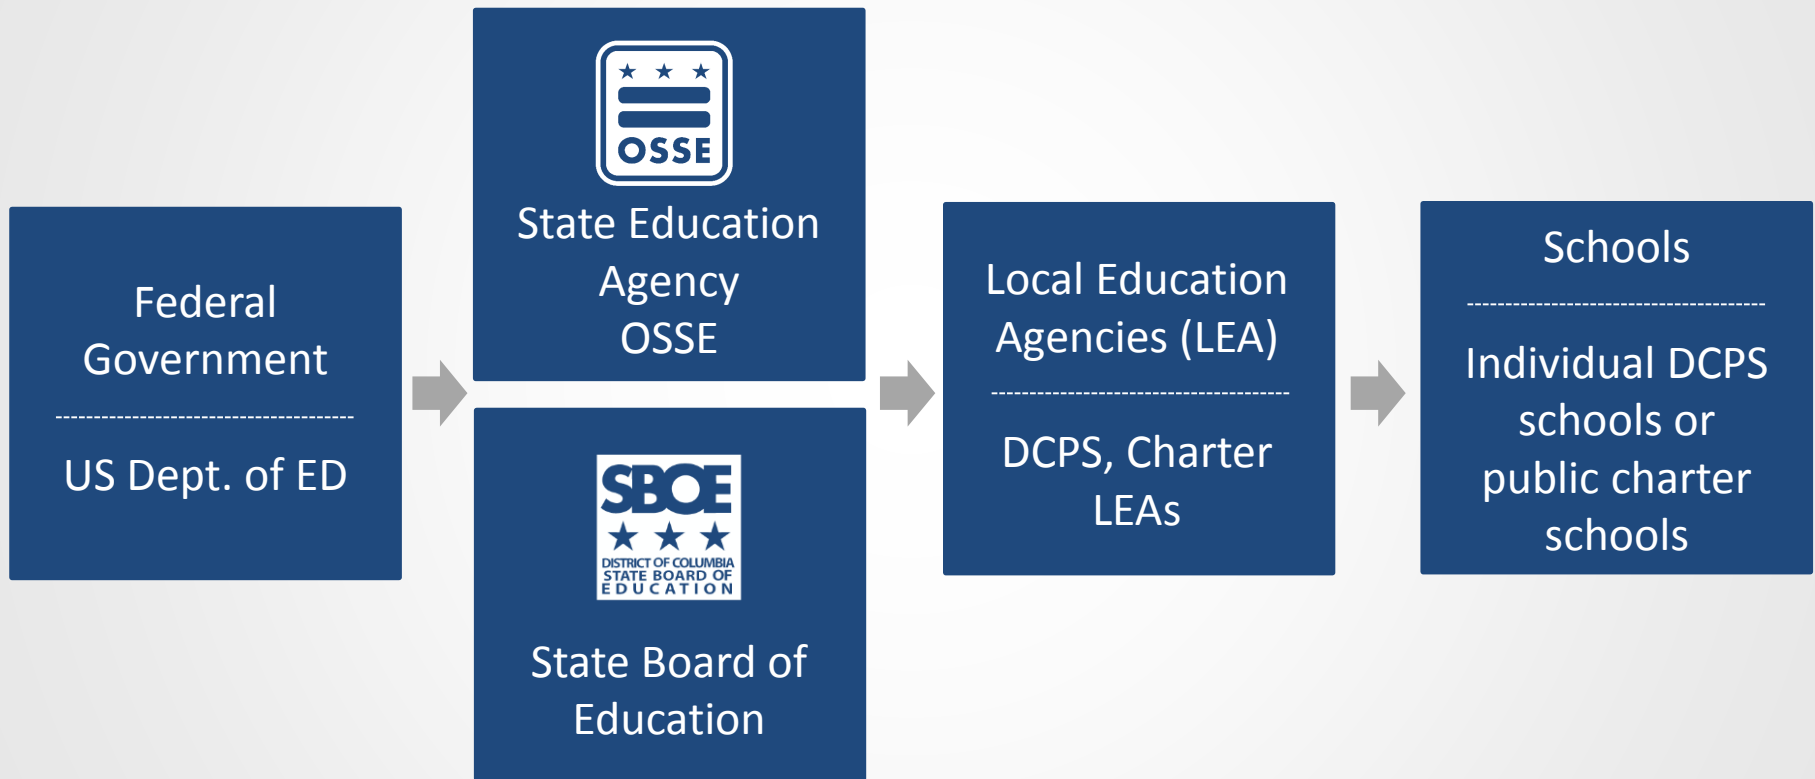 Federal
Government
US Dept. of ED
OSSE
State Education
Agency
OSSE
SBOE
DISTRICT OF COLUMBIA
STATE BOARD OF
EDUCATION
State Board of
Education
Local Education
Agencies (LEA)
DCPS, Charter
LEAs
Schools
Individual DCPS
schools or
public charter
schools